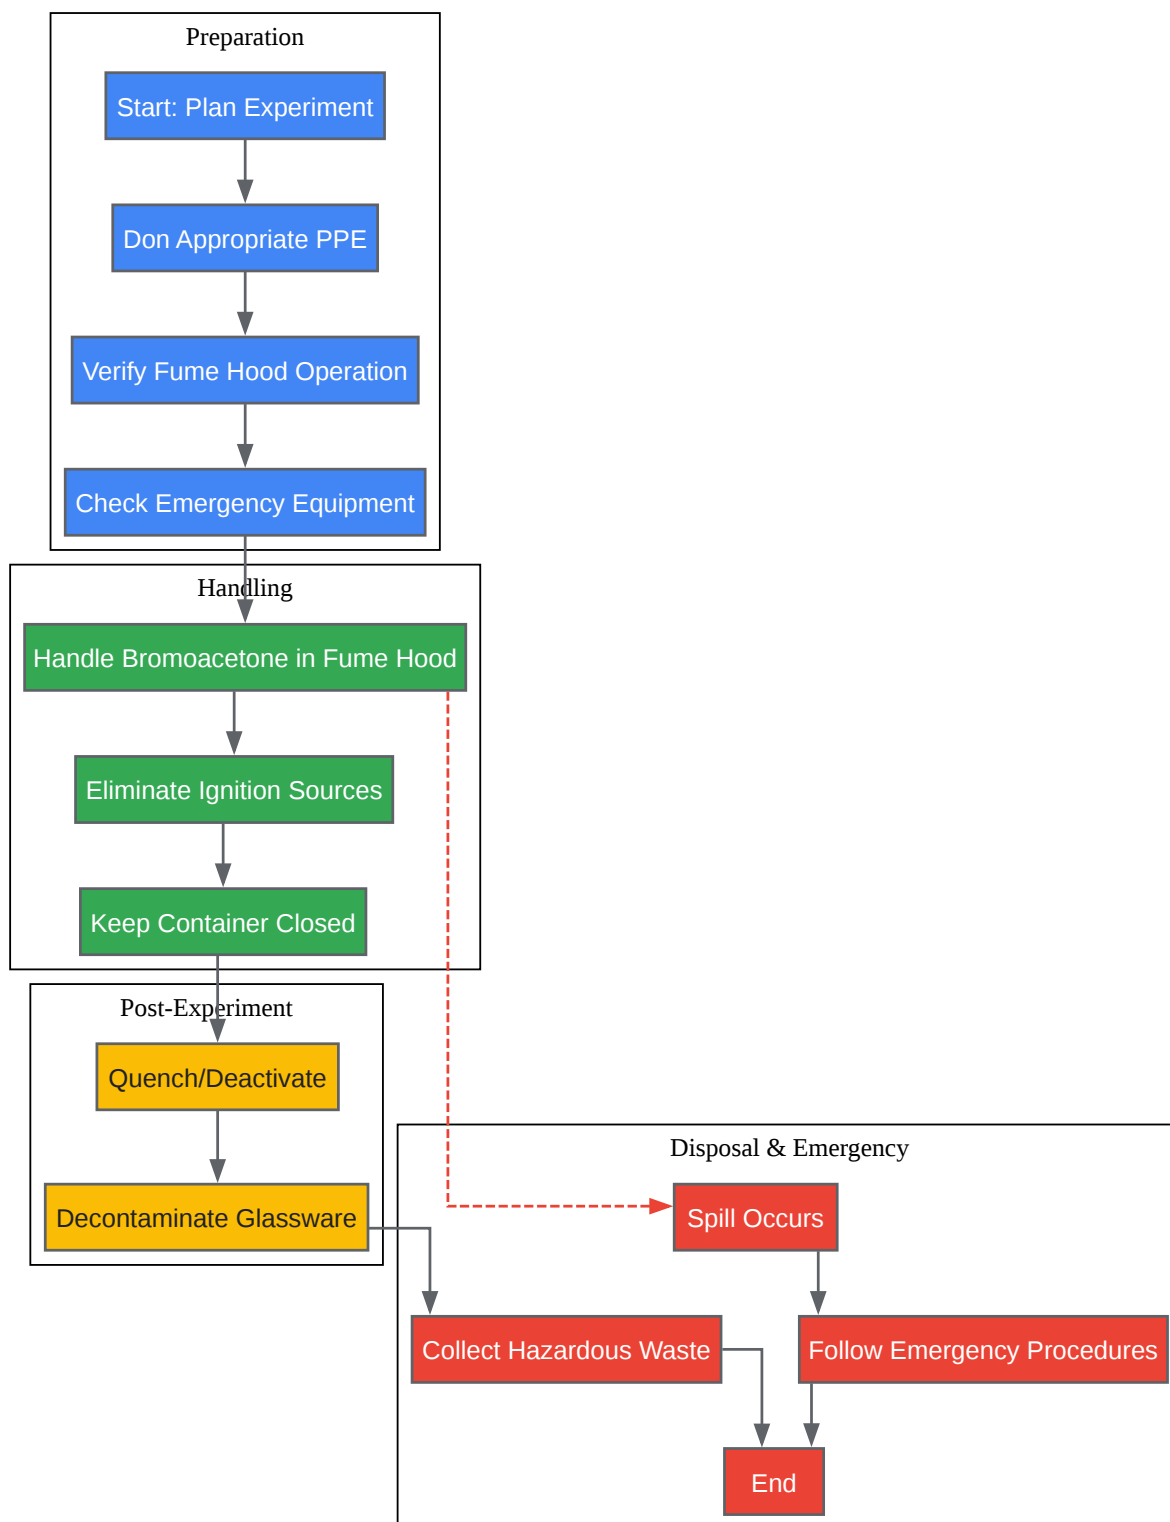 Preparation
Start: Plan Experiment
Don Appropriate PPE
Verify Fume Hood Operation
Check Emergency Equipment
Handling
Handle Bromoacetone in Fume Hood
Eliminate Ignition Sources
Keep Container Closed
Post-Experiment
Quench/Deactivate
Decontaminate Glassware
Disposal & Emergency
Spill Occurs
Collect Hazardous Waste
Follow Emergency Procedures
End